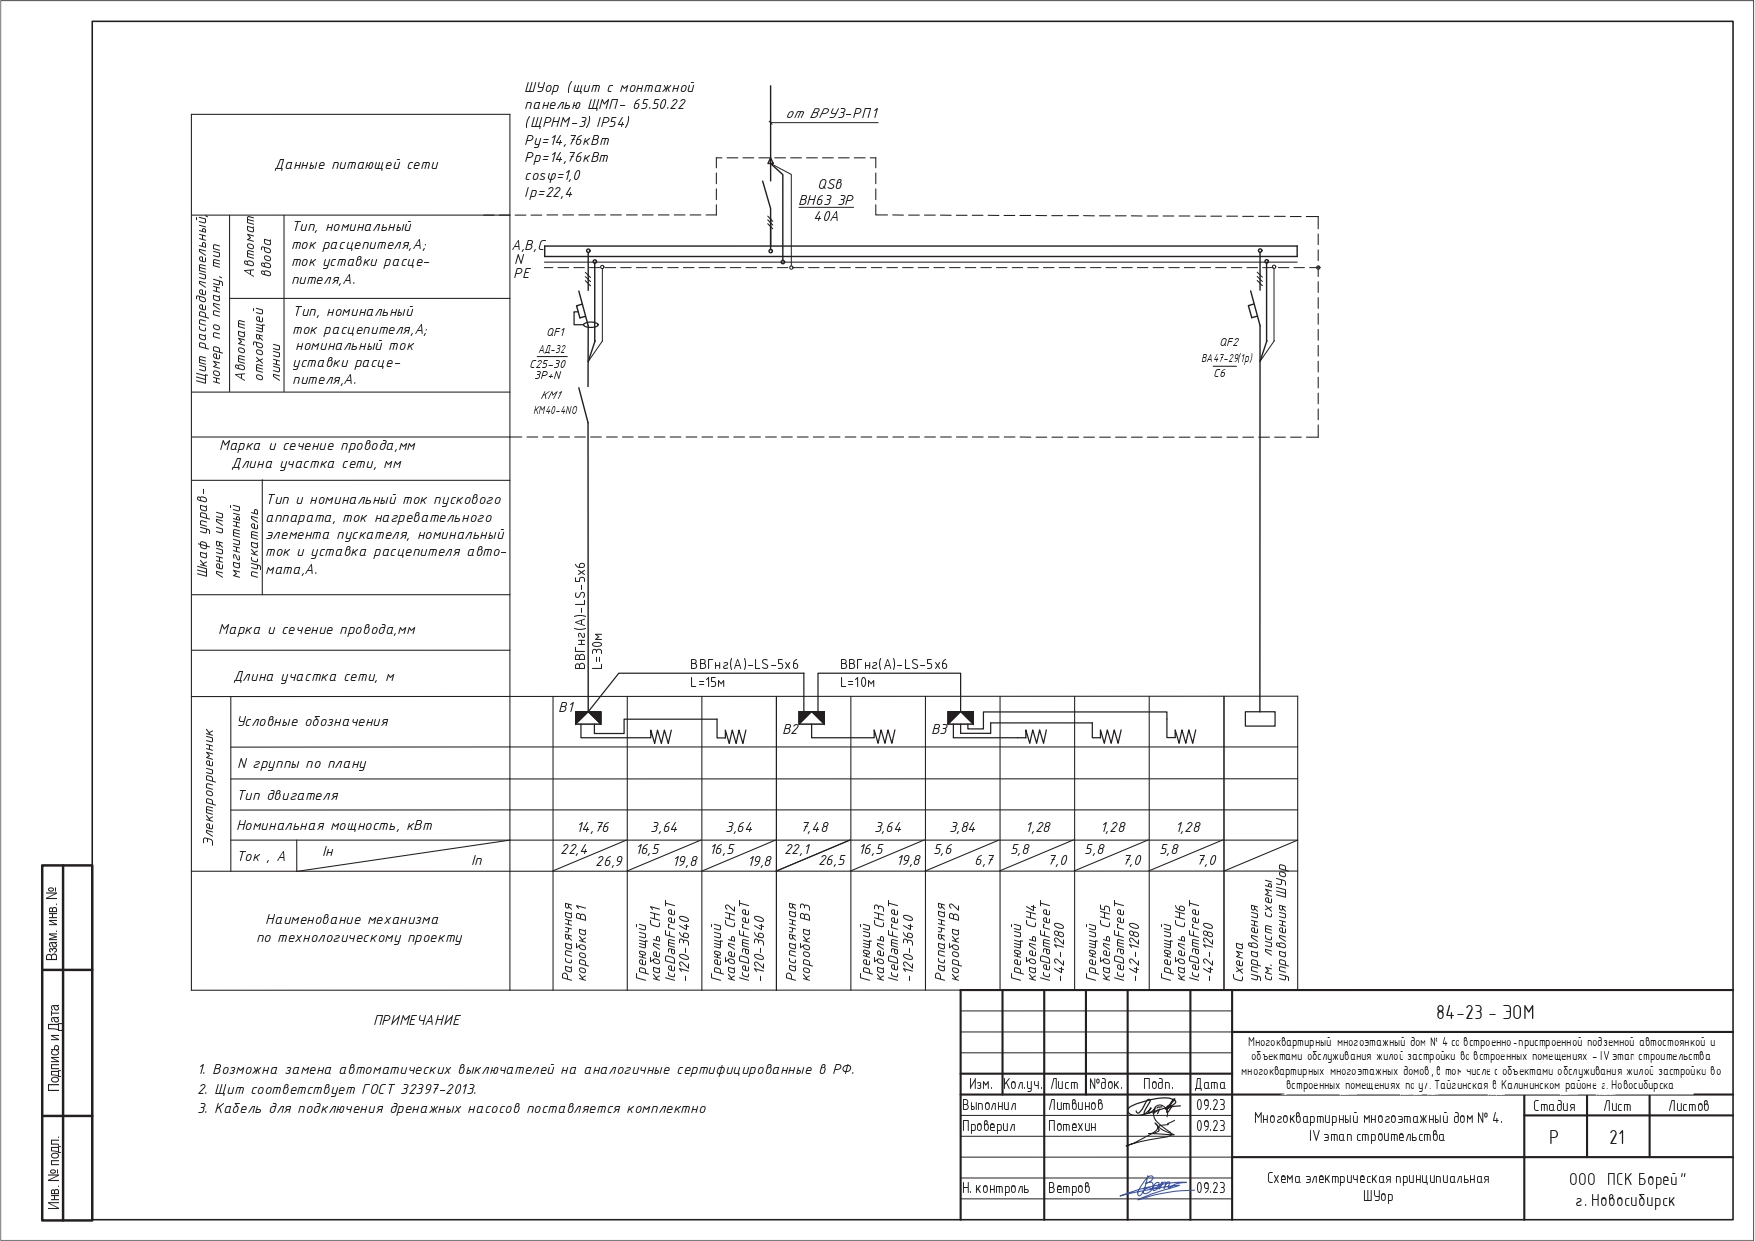 ШУор (щит с монтажной
панелью ЩМП- 65.50.22
(ЩРНМ-3) IP54)
Ру=14,76кВт
Рр=14,76кВт
cosφ=1,0
Iр=22,4
от ВРУ3-РП1
QSв
ВН63 3Р
40А
Данные питающей сети
Щит распределительный,
номер по плану, тип
Автомат
ввода
Тип, номинальный
ток расцепителя,А;
ток уставки расце-
пителя,А.
Автомат
отходящей
линии
Тип, номинальный
ток расцепителя,А;
номинальный ток
уставки расце-
пителя,А.
А,В,С
N
PE
QF1
АД-32
С25-30
3Р+N
КМ1
КМ40-4NO
QF2
ВА47-29(1р)
С6
Марка и сечение провода,мм
Длина участка сети, мм
Шкаф управ-
ления или
магнитный
пускатель
Тип и номинальный ток пускового
аппарата, ток нагревательного
элемента пускателя, номинальный
ток и уставка расцепителя авто-
мата,А.
Марка и сечение провода,мм
Длина участка сети, м
ВВГнг(А)-LS-5х6
L=30м
ВВГнг(А)-LS-5х6
L=15м
ВВГнг(А)-LS-5х6
L=10м
Электроприемник
Условные обозначения
В1
В2
В3
N группы по плану
Тип двигателя
Номинальная мощность, кВт
14,76 3,64 3,64 7,48 3,64 3,84 1,28 1,28 1,28
Ток , А
Iн
Iп
22,4 16,5 16,5 22,1 16,5 5,6 5,8 5,8 5,8
26,9 19,8 19,8 26,5 19,8 6,7 7,0 7,0 7,0
Наименование механизма
по технологическому проекту
Распаячная
коробка В1
Греющий
кабель СН1
IceDamFreeT
-120-3640
Греющий
кабель СН2
IceDamFreeT
-120-3640
Распаячная
коробка В3
Греющий
кабель СН3
IceDamFreeT
-120-3640
Распаячная
коробка В2
Греющий
кабель СН4
IceDamFreeT
-42-1280
Греющий
кабель СН5
IceDamFreeT
-42-1280
Греющий
кабель СН6
IceDamFreeT
-42-1280
Схема
управления
см. лист схемы
управления ШУор
ПРИМЕЧАНИЕ
1. Возможна замена автоматических выключателей на аналогичные сертифицированные в РФ.
2. Щит соответствует ГОСТ 32397-2013.
3. Кабель для подключения дренажных насосов поставляется комплектно
Взам. инв. №
Подпись и Дата
Инв. № подл.
84-23 - ЭОМ
Многоквартирный многоэтажный дом № 4 со встроенно-пристроенной подземной автостоянкой и
объектами обслуживания жилой застройки во встроенных помещениях - IV этап строительства
многоквартирных многоэтажных домов, в том числе с объектами обслуживания жилой застройки во
встроенных помещениях по ул. Тайгинская в Калининском районе г. Новосибирска
Изм. Кол.уч. Лист №док. Подп. Дата
Выполнил Литвинов 09.23
Проверил Потехин 09.23
Н. контроль Ветров 09.23
Многоквартирный многоэтажный дом № 4.
IV этап строительства
Стадия Лист Листов
Р 21
Схема электрическая принципиальная
ШУор
ООО ПСК Борей"
г. Новосибирск